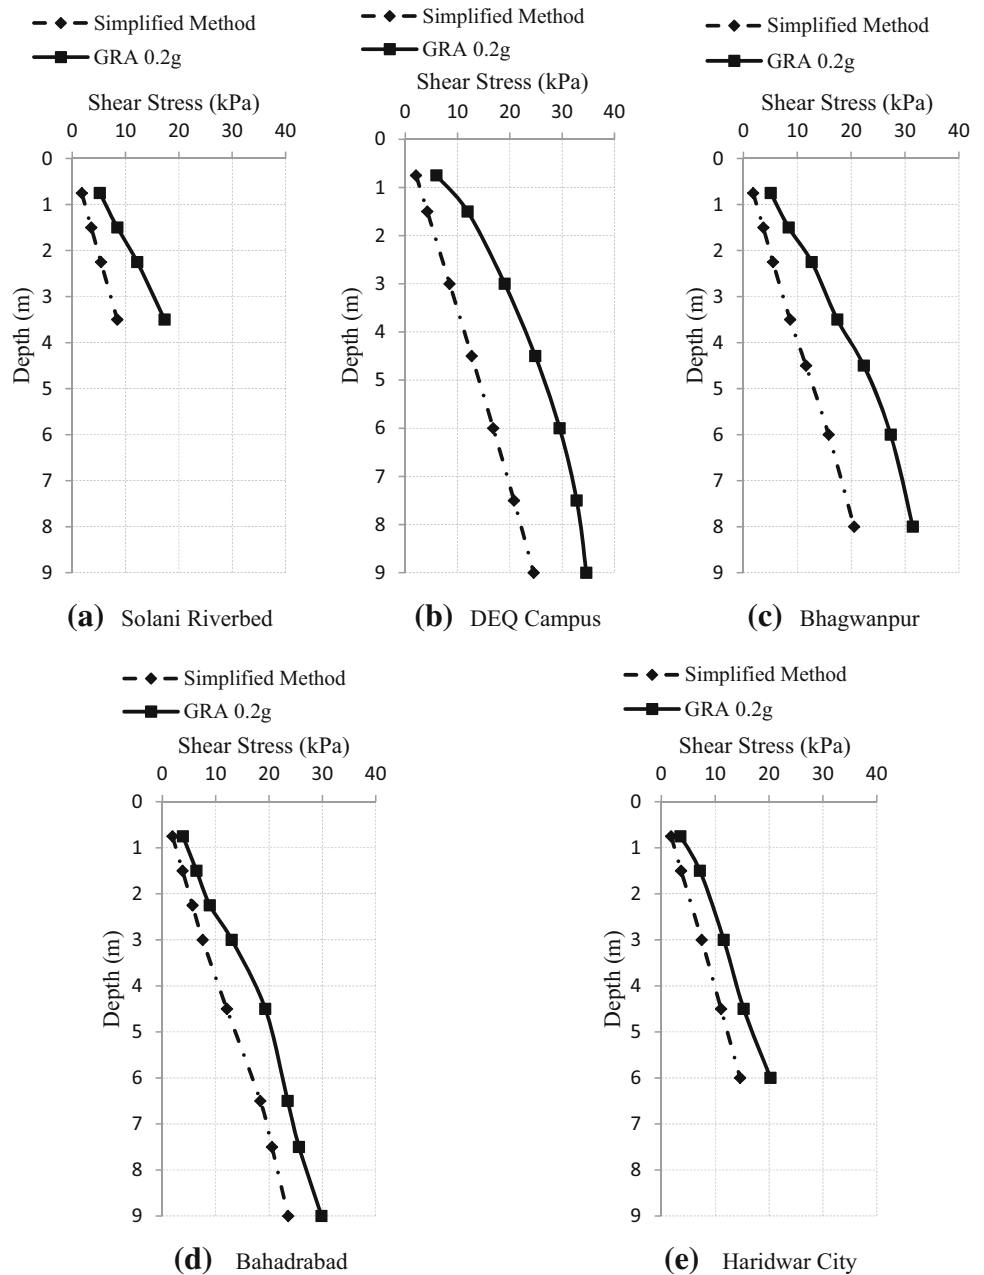 Simplified Method
GRA 0.2g
Shear Stress (kPa)
0 10 20 30 40
0
1
2
3
4
5
6
7
8
9
Depth (m)
(a) Solani Riverbed
Simplified Method
GRA 0.2g
Shear Stress (kPa)
0 10 20 30 40
0
1
2
3
4
5
6
7
8
9
Depth (m)
(b) DEQ Campus
Simplified Method
GRA 0.2g
Shear Stress (kPa)
0 10 20 30 40
0
1
2
3
4
5
6
7
8
9
Depth (m)
(c) Bhagwanpur
Simplified Method
GRA 0.2g
Shear Stress (kPa)
0 10 20 30 40
0
1
2
3
4
5
6
7
8
9
Depth (m)
(d) Bahadrabad
Simplified Method
GRA 0.2g
Shear Stress (kPa)
0 10 20 30 40
0
1
2
3
4
5
6
7
8
9
Depth (m)
(e) Haridwar City